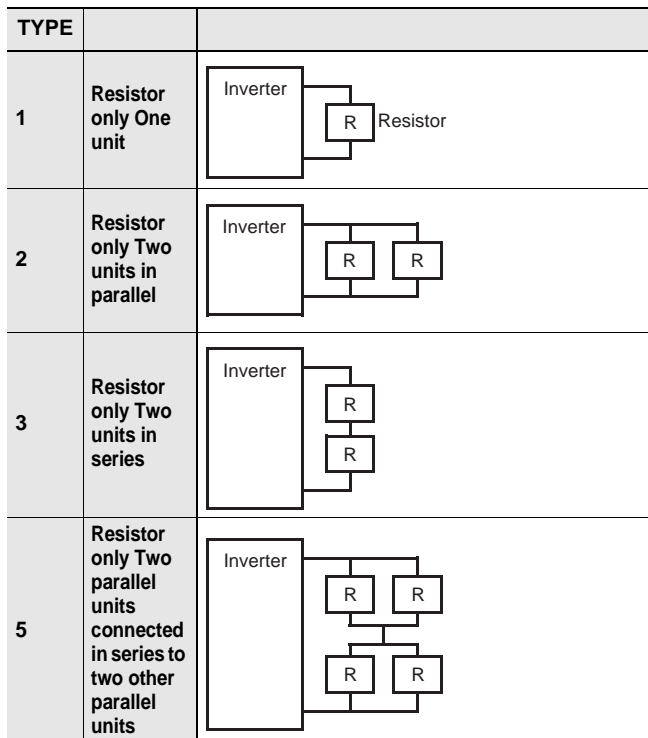 TYPE
1
Resistor
only One
unit
Inverter
R
Resistor
2
Resistor
only Two
units in
parallel
Inverter
R
R
3
Resistor
only Two
units in
series
Inverter
R
R
5
Resistor
only Two
parallel
units
connected
in series to
two other
parallel
units
Inverter
R
R
R
R